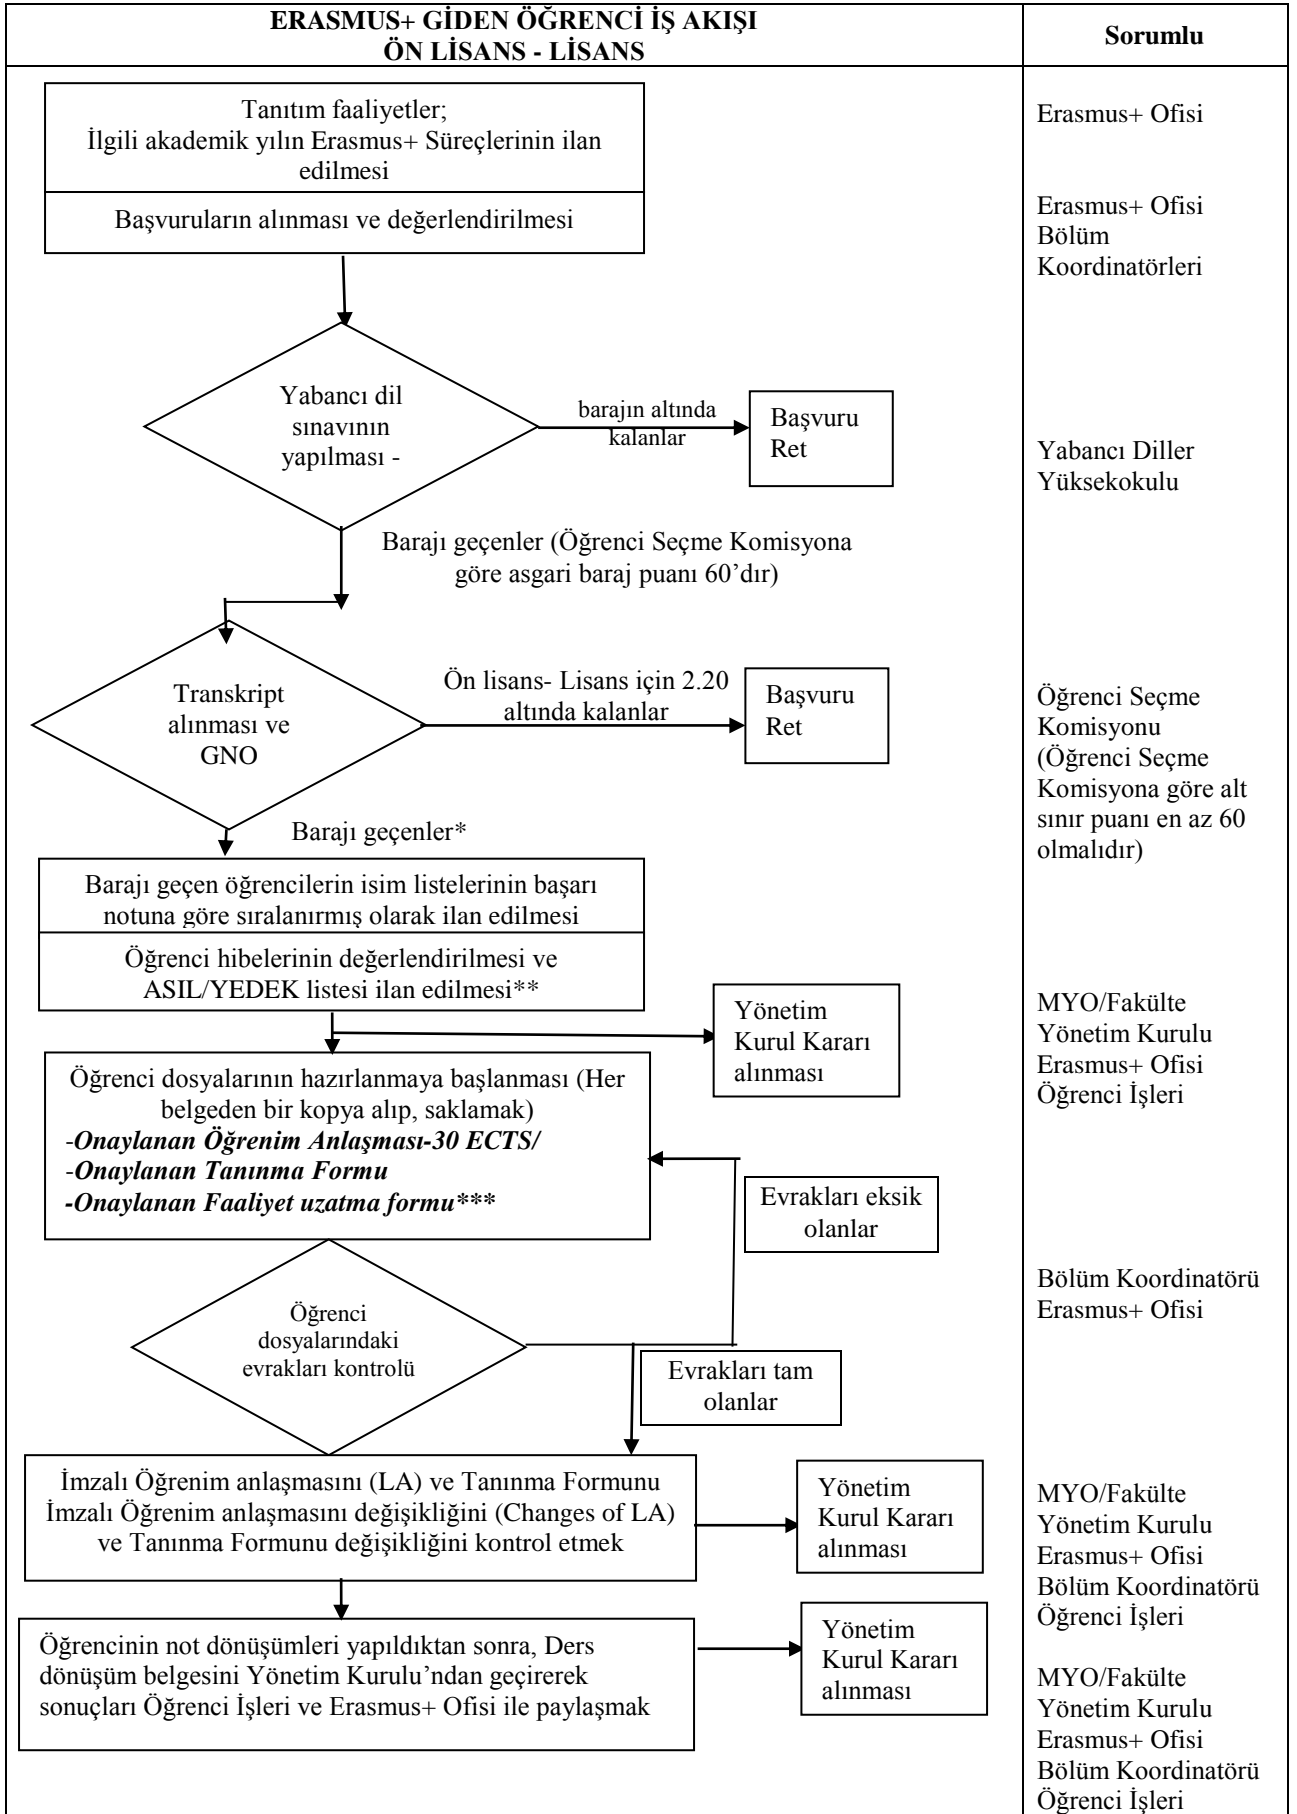 ERASMUS+ GİDEN ÖĞRENCİ İŞ AKIŞI
ÖN LİSANS - LİSANS
Sorumlu
Tanıtım faaliyetler;
İlgili akademik yılın Erasmus+ Süreçlerinin ilan
edilmesi
Erasmus+ Ofisi
Başvuruların alınması ve değerlendirilmesi
Erasmus+ Ofisi
Bölüm
Koordinatörleri
Yabancı dil
sınavının
yapılması -
barajın altında
kalanlar
Başvuru
Ret
Yabancı Diller
Yüksekokulu
Barajı geçenler (Öğrenci Seçme Komisyona
göre asgari baraj puanı 60’dır)
Transkript
alınması ve
GNO
Ön lisans- Lisans için 2.20
altında kalanlar
Başvuru
Ret
Öğrenci Seçme
Komisyonu
(Öğrenci Seçme
Komisyona göre alt
sınır puanı en az 60
olmalıdır)
Barajı geçenler*
Barajı geçen öğrencilerin isim listelerinin başarı
notuna göre sıralanırmış olarak ilan edilmesi
Öğrenci hibelerinin değerlendirilmesi ve
ASIL/YEDEK listesi ilan edilmesi**
Yönetim
Kurul Kararı
alınması
MYO/Fakülte
Yönetim Kurulu
Erasmus+ Ofisi
Öğrenci İşleri
Öğrenci dosyalarının hazırlanmaya başlanması (Her
belgeden bir kopya alıp, saklamak)
-Onaylanan Öğrenim Anlaşması-30 ECTS/
-Onaylanan Tanınma Formu
-Onaylanan Faaliyet uzatma formu***
Evrakları eksik
olanlar
Öğrenci
dosyalarındaki
evrakları kontrolü
Bölüm Koordinatörü
Erasmus+ Ofisi
Evrakları tam
olanlar
İmzalı Öğrenim anlaşmasını (LA) ve Tanınma Formunu
İmzalı Öğrenim anlaşmasını değişikliğini (Changes of LA)
ve Tanınma Formunu değişikliğini kontrol etmek
Yönetim
Kurul Kararı
alınması
MYO/Fakülte
Yönetim Kurulu
Erasmus+ Ofisi
Bölüm Koordinatörü
Öğrenci İşleri
Öğrencinin not dönüşümleri yapıldıktan sonra, Ders
dönüşüm belgesini Yönetim Kurulu’ndan geçirerek
sonuçları Öğrenci İşleri ve Erasmus+ Ofisi ile paylaşmak
Yönetim
Kurul Kararı
alınması
MYO/Fakülte
Yönetim Kurulu
Erasmus+ Ofisi
Bölüm Koordinatörü
Öğrenci İşleri